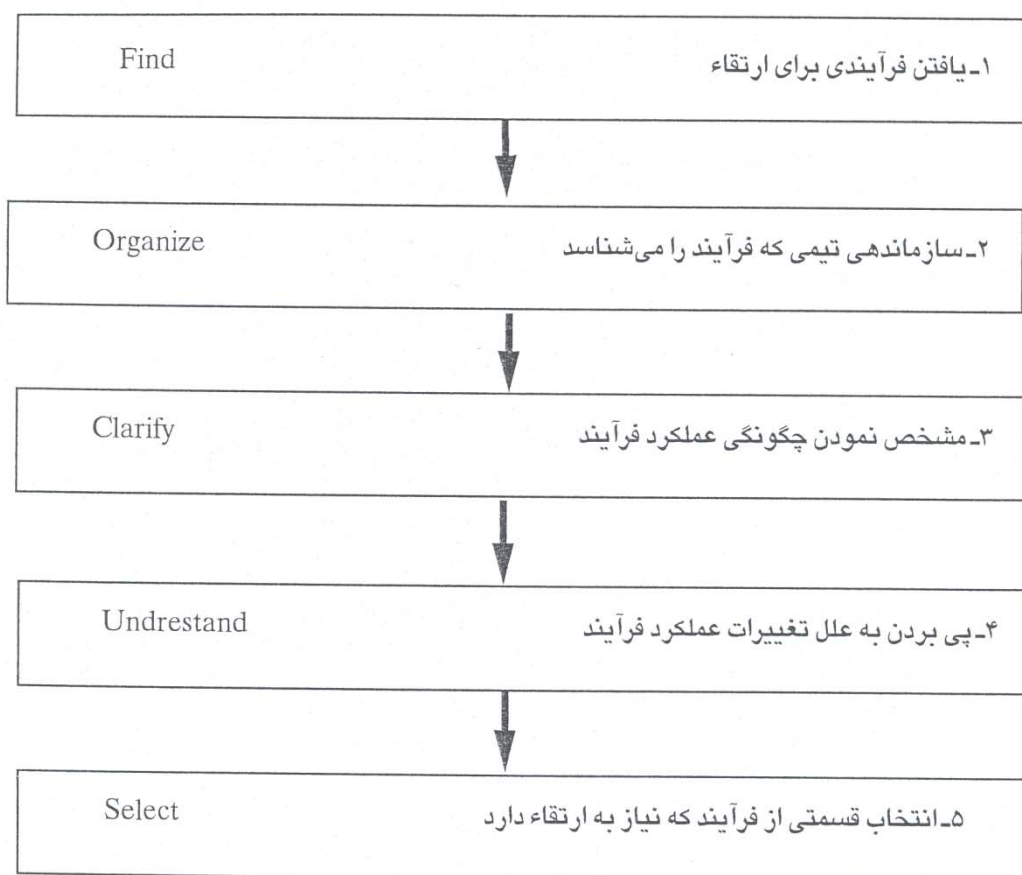 ۱ـ یافتن فرآیندی برای ارتقاء Find
۲ـ سازماندهی تیمی که فرآیند را می‌شناسد Organize
۳ـ مشخص نمودن چگونگی عملکرد فرآیند Clarify
۴ـ پی بردن به علل تغییرات عملکرد فرآیند Undrestand
۵ـ انتخاب قسمتی از فرآیند که نیاز به ارتقاء دارد Select